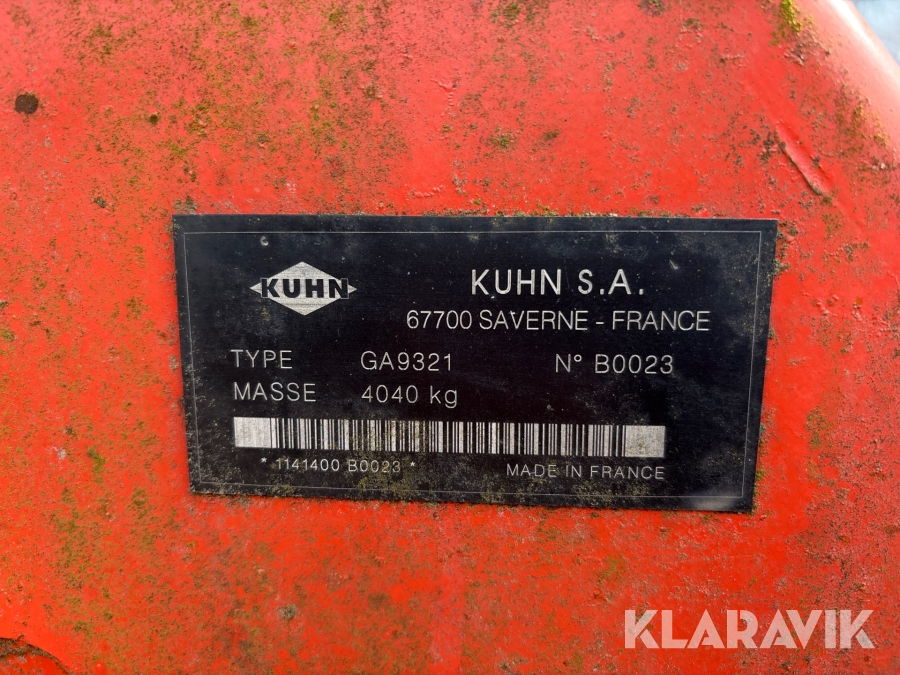 KUHN
KUHN S.A.
67700 SAVERNE - FRANCE
TYPE GA9321 N° B0023
MASSE 4040 kg
* 1141400 B0023 *
MADE IN FRANCE
KLARAVIK